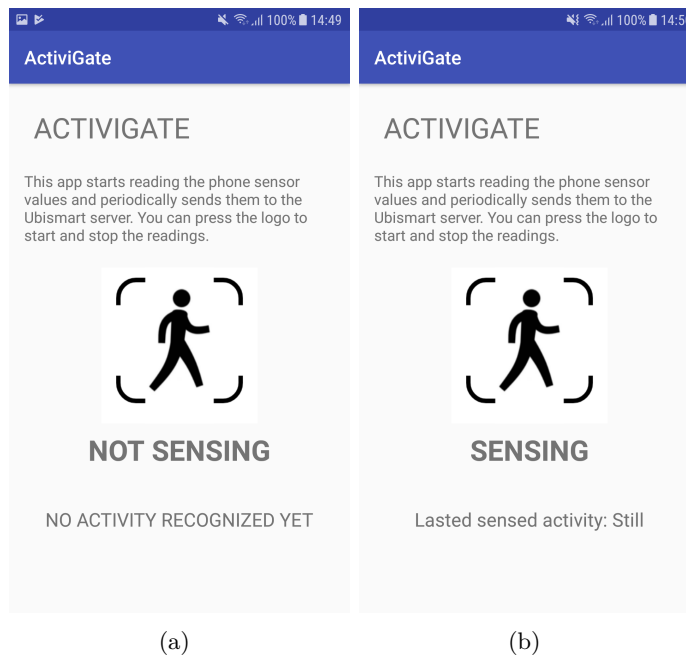 100% 14:49
ActiviGate
ACTIVIGATE
This app starts reading the phone sensor
values and periodically sends them to the
Ubismart server. You can press the logo to
start and stop the readings.
NOT SENSING
NO ACTIVITY RECOGNIZED YET
(a)
100% 14:5
ActiviGate
ACTIVIGATE
This app starts reading the phone sensor
values and periodically sends them to the
Ubismart server. You can press the logo to
start and stop the readings.
SENSING
Lasted sensed activity: Still
(b)